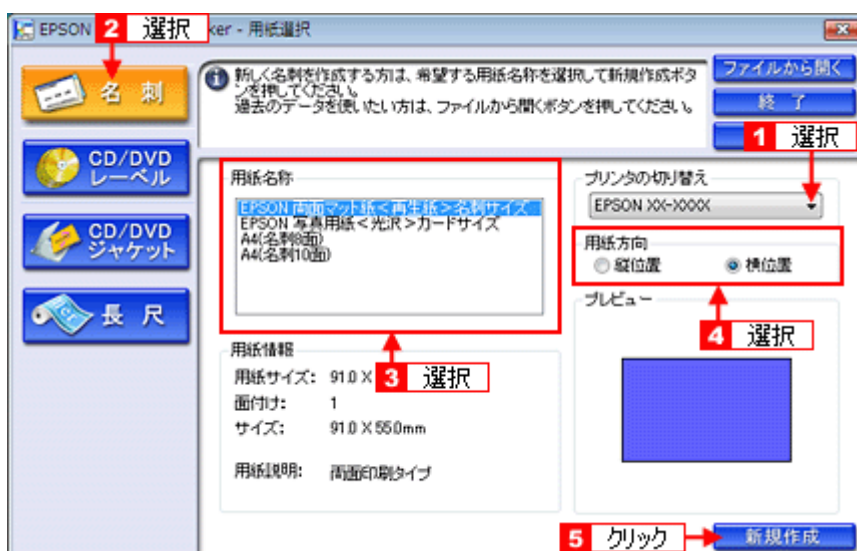 EPSON
ker - 用紙選択
2 選択
名 刺
CD/DVD
レーベル
CD/DVD
ジャケット
長 尺
新しく名刺を作成する方は、希望する用紙名称を選択して新規作成ボタ
ンを押してください。
過去のデータを使いたい方は、ファイルから開くボタンを押してください。
ファイルから開く
終 了
1 選択
用紙名称
EPSON 両面マット紙<再生紙>名刺サイズ
EPSON 写真用紙<光沢>カードサイズ
A4(名刺8面)
A4(名刺10面)
プリンタの切り替え
EPSON XX-XXXX
用紙方向
縦位置
横位置
4 選択
プレビュー
3 選択
用紙情報
用紙サイズ: 91.0 X
面付け: 1
サイズ: 91.0 X 55.0mm
用紙説明: 両面印刷タイプ
5 クリック
新規作成